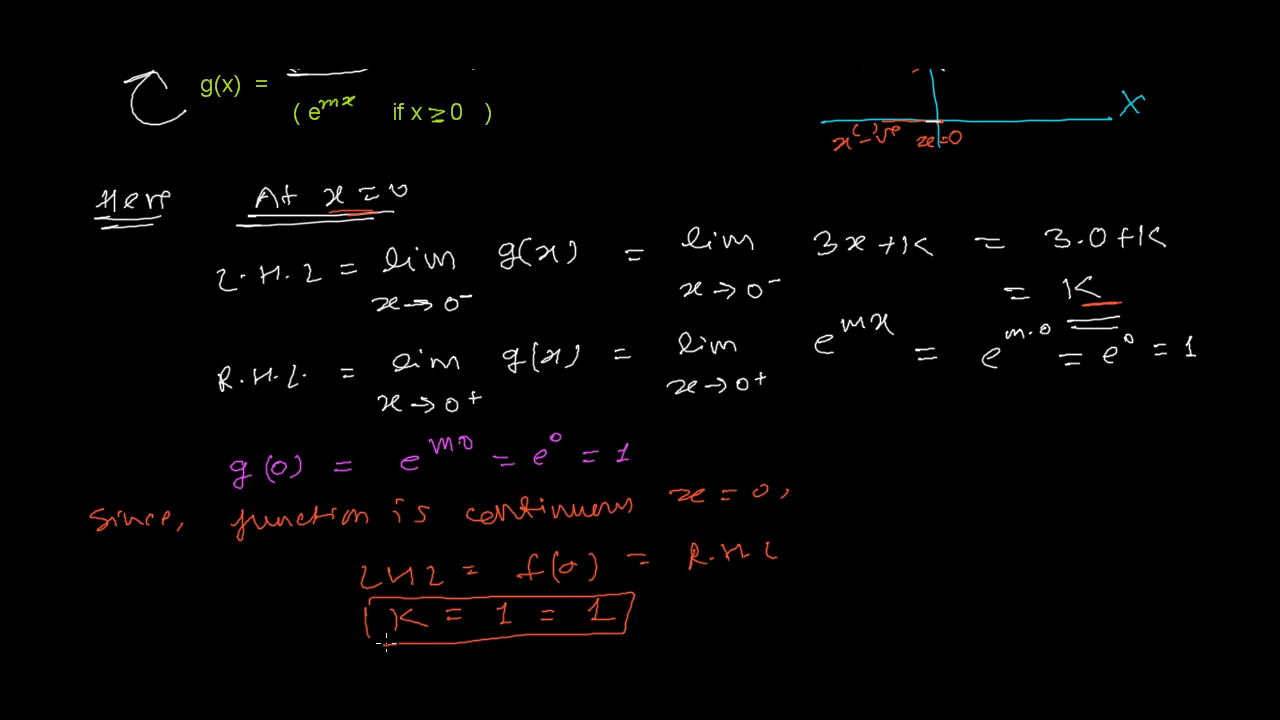 g(x) =
( e^mx if x ≥ 0 )
X
x(-)ve x=0
Here At x = 0
L.H.L = lim g(x) = lim 3x+K = 3.0+K
x→0⁻ x→0⁻ = K
R.H.L. = lim g(x) = lim e^mx = e^m.0 = e^0 = 1
x→0+ x→0+
g(0) = e^m0 = e^0 = 1
Since, function is continuous x = 0,
LHL = f(0) = R.H.L
K = 1 = 1